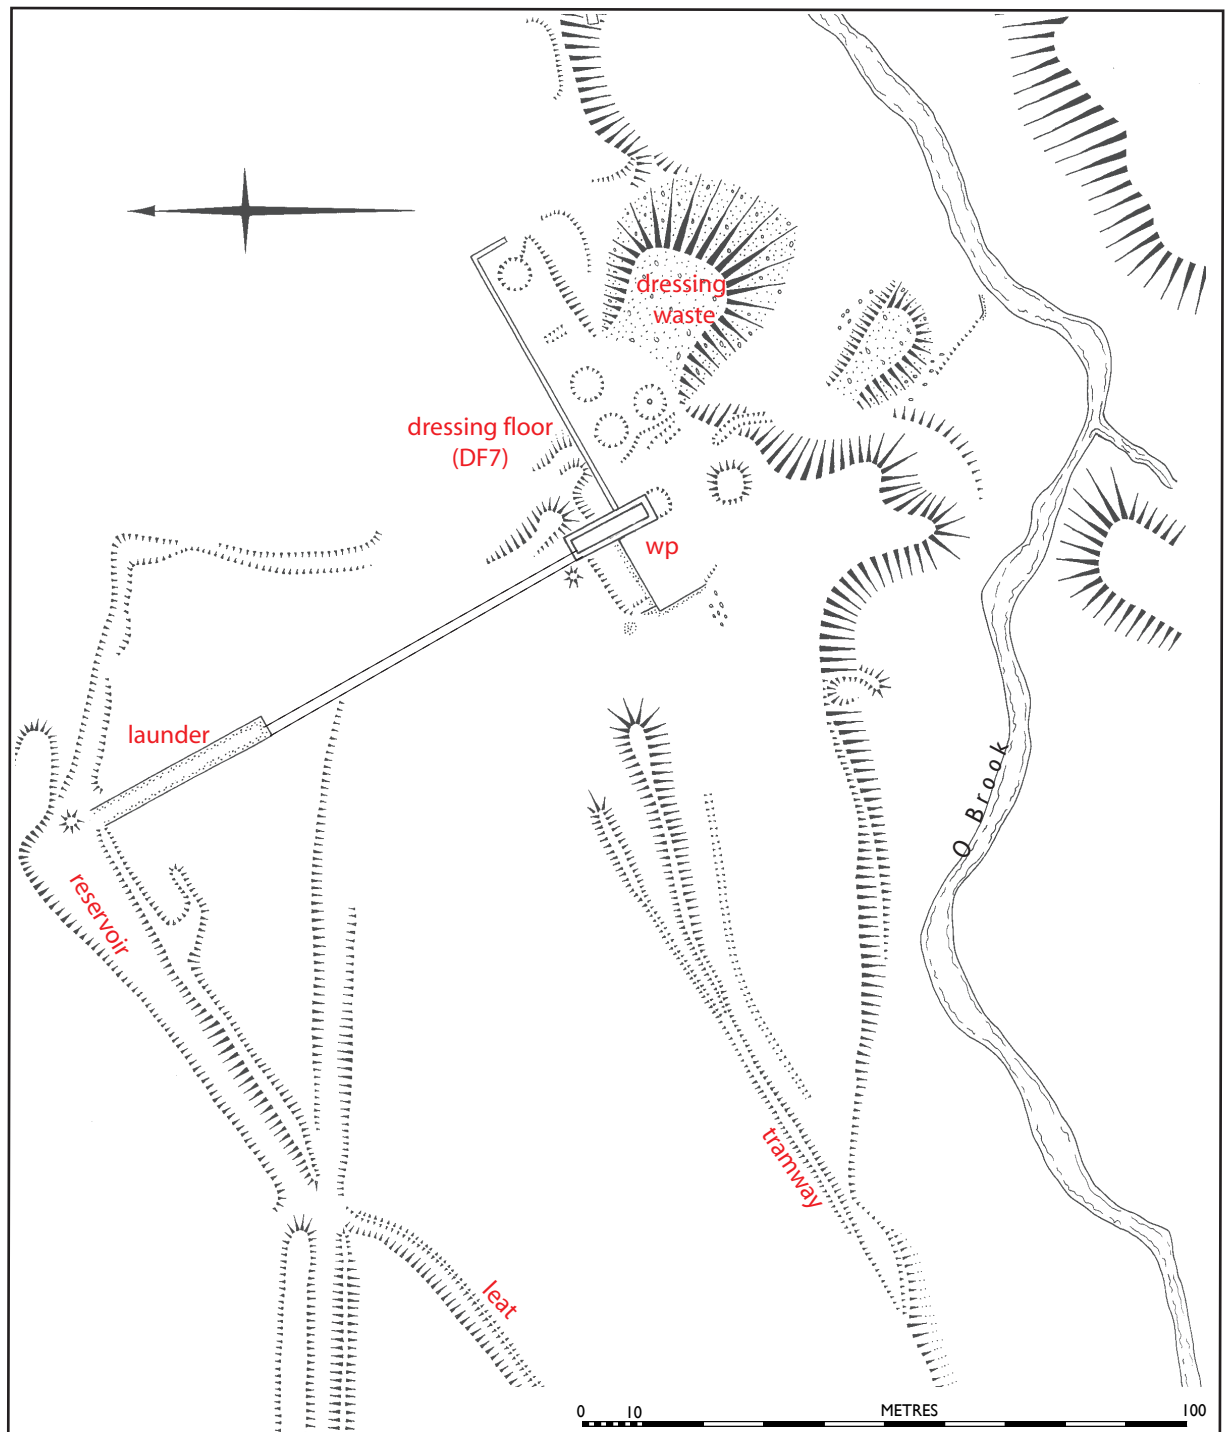 dressing
waste
dressing floor
(DF7)
wp
launder
O Brook
reservoir
tramway
leat
0 10 METRES 100